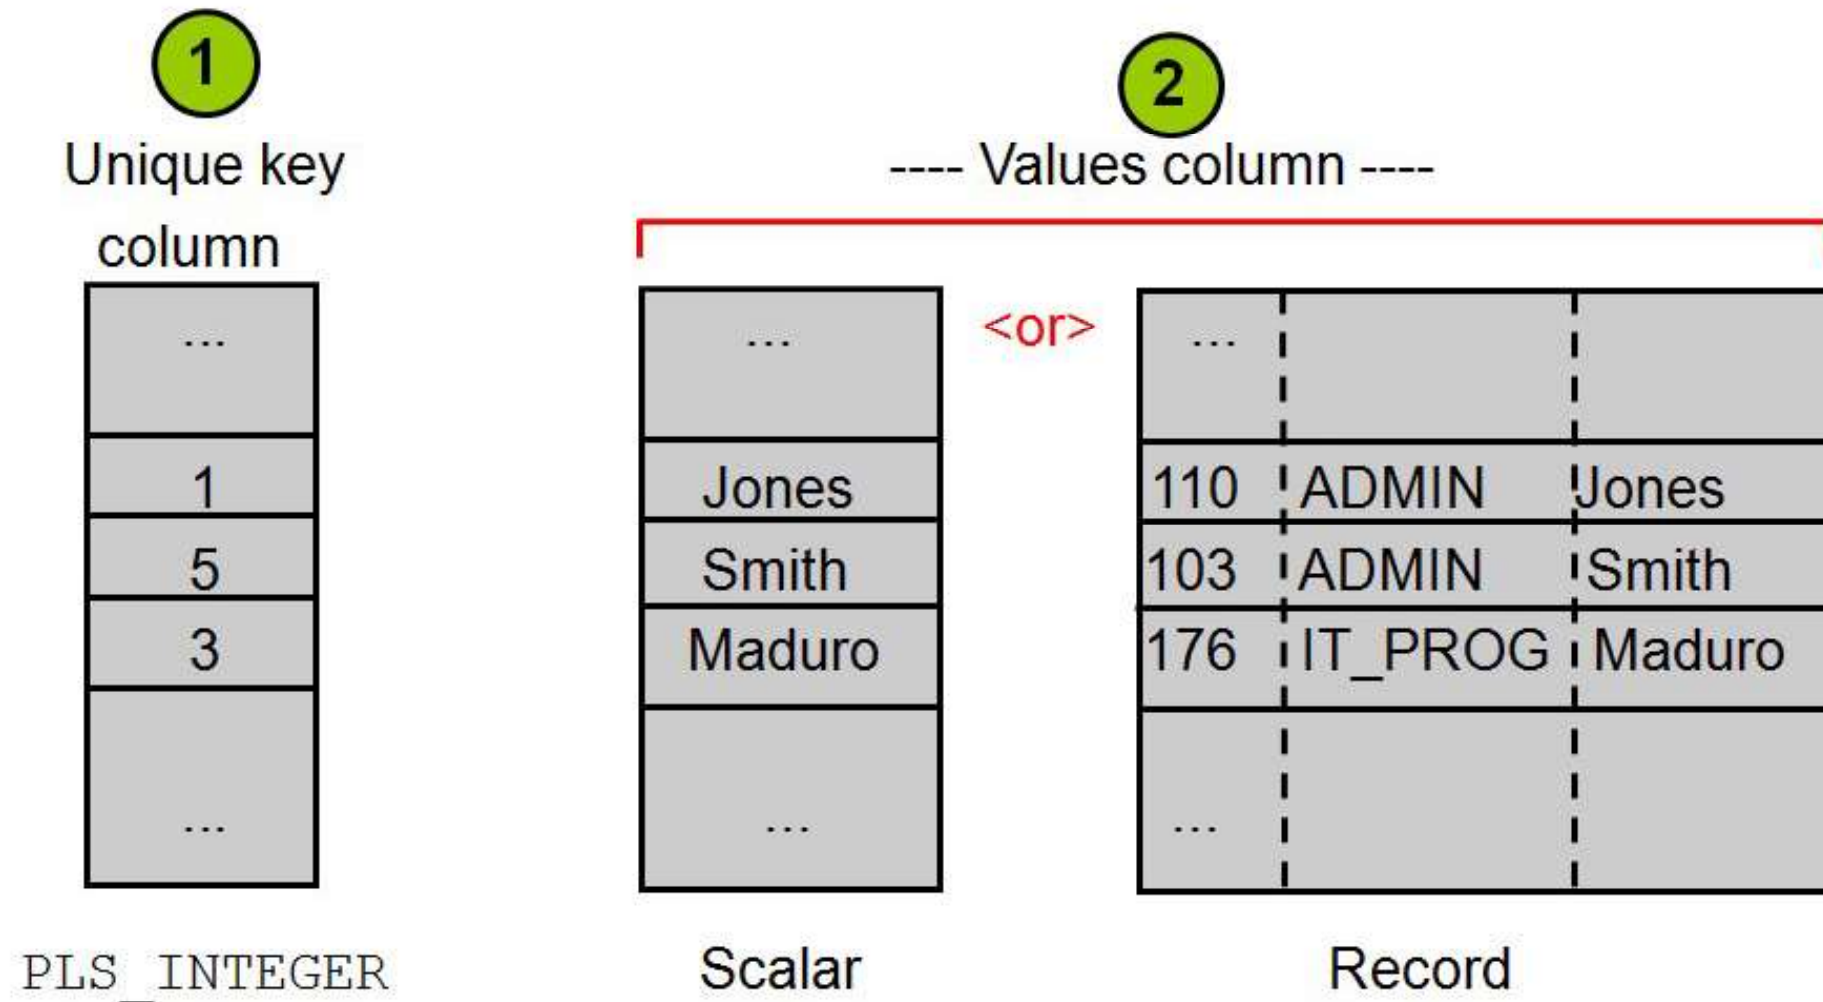 1
2
Unique key
column
---- Values column ----
...
1
5
3
...
PLS_INTEGER
...
Jones
Smith
Maduro
...
Scalar
<or>
...
110 ADMIN Jones
103 ADMIN Smith
176 IT_PROG Maduro
...
Record